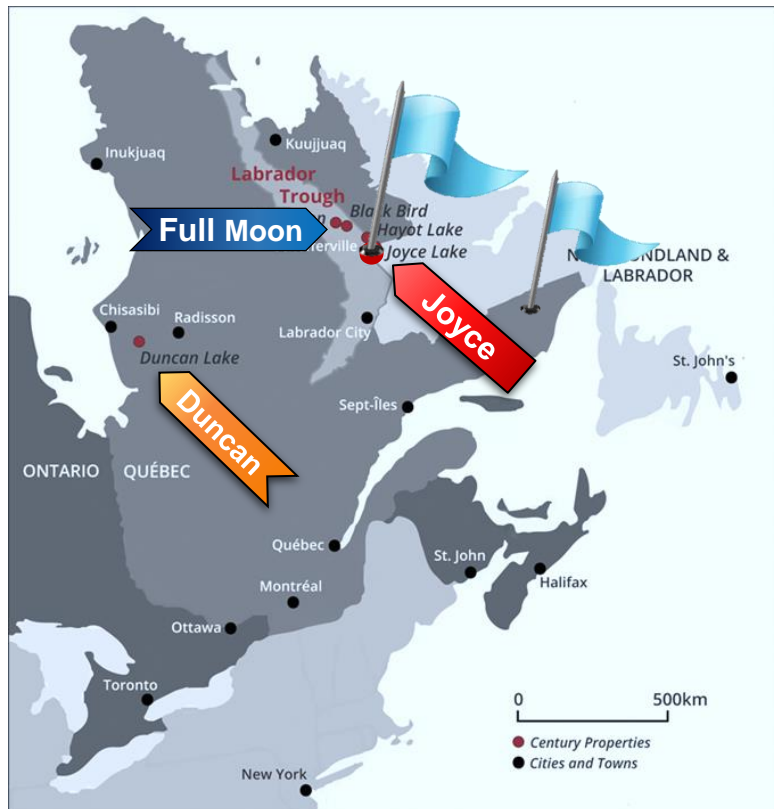 Inukjuaq
Kuujjuaq
Labrador
Trough
Black Bird
Full Moon
Hayot Lake
Joyce Lake
Joyce
LABRADOR
Chisasibi
Radisson
Duncan Lake
Labrador City
St. John's
Duncan
Sept-Îles
ONTARIO
QUÉBEC
Québec
St. John
Halifax
Montréal
Ottawa
Toronto
New York
0
500km
Century Properties
Cities and Towns